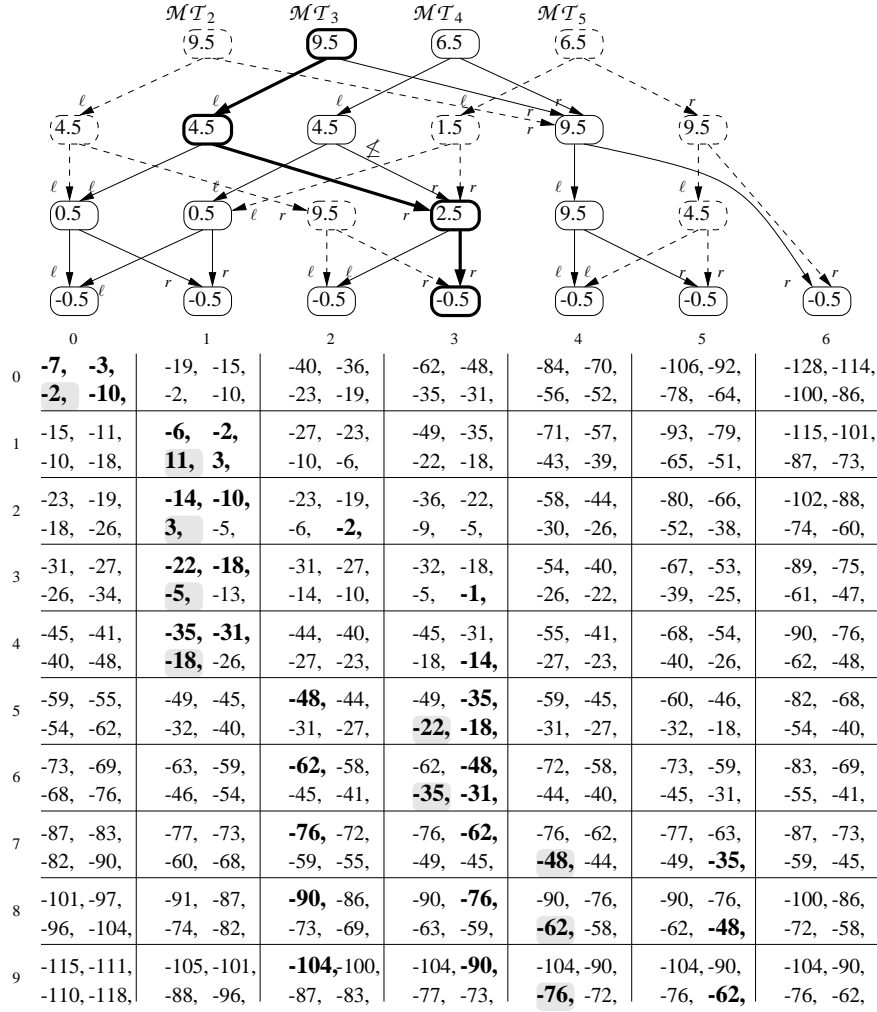 𝓜𝓣₂ 𝓜𝓣₃ 𝓜𝓣₄ 𝓜𝓣₅
9.5 9.5 6.5 6.5
ℓ ℓ ℓ ℓ r r r r
4.5 4.5 4.5 1.5 9.5 9.5
≰
ℓ ℓ ℓ r r ℓ ℓ
0.5 0.5 ℓ r 9.5 r 2.5 9.5 4.5
ℓ r r ℓ ℓ r r ℓ ℓ r r r r
-0.5 ℓ -0.5 -0.5 -0.5 -0.5 -0.5 -0.5
0 1 2 3 4 5 6
-7, -3, -19, -15, -40, -36, -62, -48, -84, -70, -106, -92, -128, -114,
0
-2, -10, -2, -10, -23, -19, -35, -31, -56, -52, -78, -64, -100, -86,
-15, -11, -6, -2, -27, -23, -49, -35, -71, -57, -93, -79, -115, -101,
1
-10, -18, 11, 3, -10, -6, -22, -18, -43, -39, -65, -51, -87, -73,
-23, -19, -14, -10, -23, -19, -36, -22, -58, -44, -80, -66, -102, -88,
2
-18, -26, 3, -5, -6, -2, -9, -5, -30, -26, -52, -38, -74, -60,
-31, -27, -22, -18, -31, -27, -32, -18, -54, -40, -67, -53, -89, -75,
3
-26, -34, -5, -13, -14, -10, -5, -1, -26, -22, -39, -25, -61, -47,
-45, -41, -35, -31, -44, -40, -45, -31, -55, -41, -68, -54, -90, -76,
4
-40, -48, -18, -26, -27, -23, -18, -14, -27, -23, -40, -26, -62, -48,
-59, -55, -49, -45, -48, -44, -49, -35, -59, -45, -60, -46, -82, -68,
5
-54, -62, -32, -40, -31, -27, -22, -18, -31, -27, -32, -18, -54, -40,
-73, -69, -63, -59, -62, -58, -62, -48, -72, -58, -73, -59, -83, -69,
6
-68, -76, -46, -54, -45, -41, -35, -31, -44, -40, -45, -31, -55, -41,
-87, -83, -77, -73, -76, -72, -76, -62, -76, -62, -77, -63, -87, -73,
7
-82, -90, -60, -68, -59, -55, -49, -45, -48, -44, -49, -35, -59, -45,
-101, -97, -91, -87, -90, -86, -90, -76, -90, -76, -90, -76, -100, -86,
8
-96, -104, -74, -82, -73, -69, -63, -59, -62, -58, -62, -48, -72, -58,
-115, -111, -105, -101, -104, -100, -104, -90, -104, -90, -104, -90, -104, -90,
9
-110, -118, -88, -96, -87, -83, -77, -73, -76, -72, -76, -62, -76, -62,